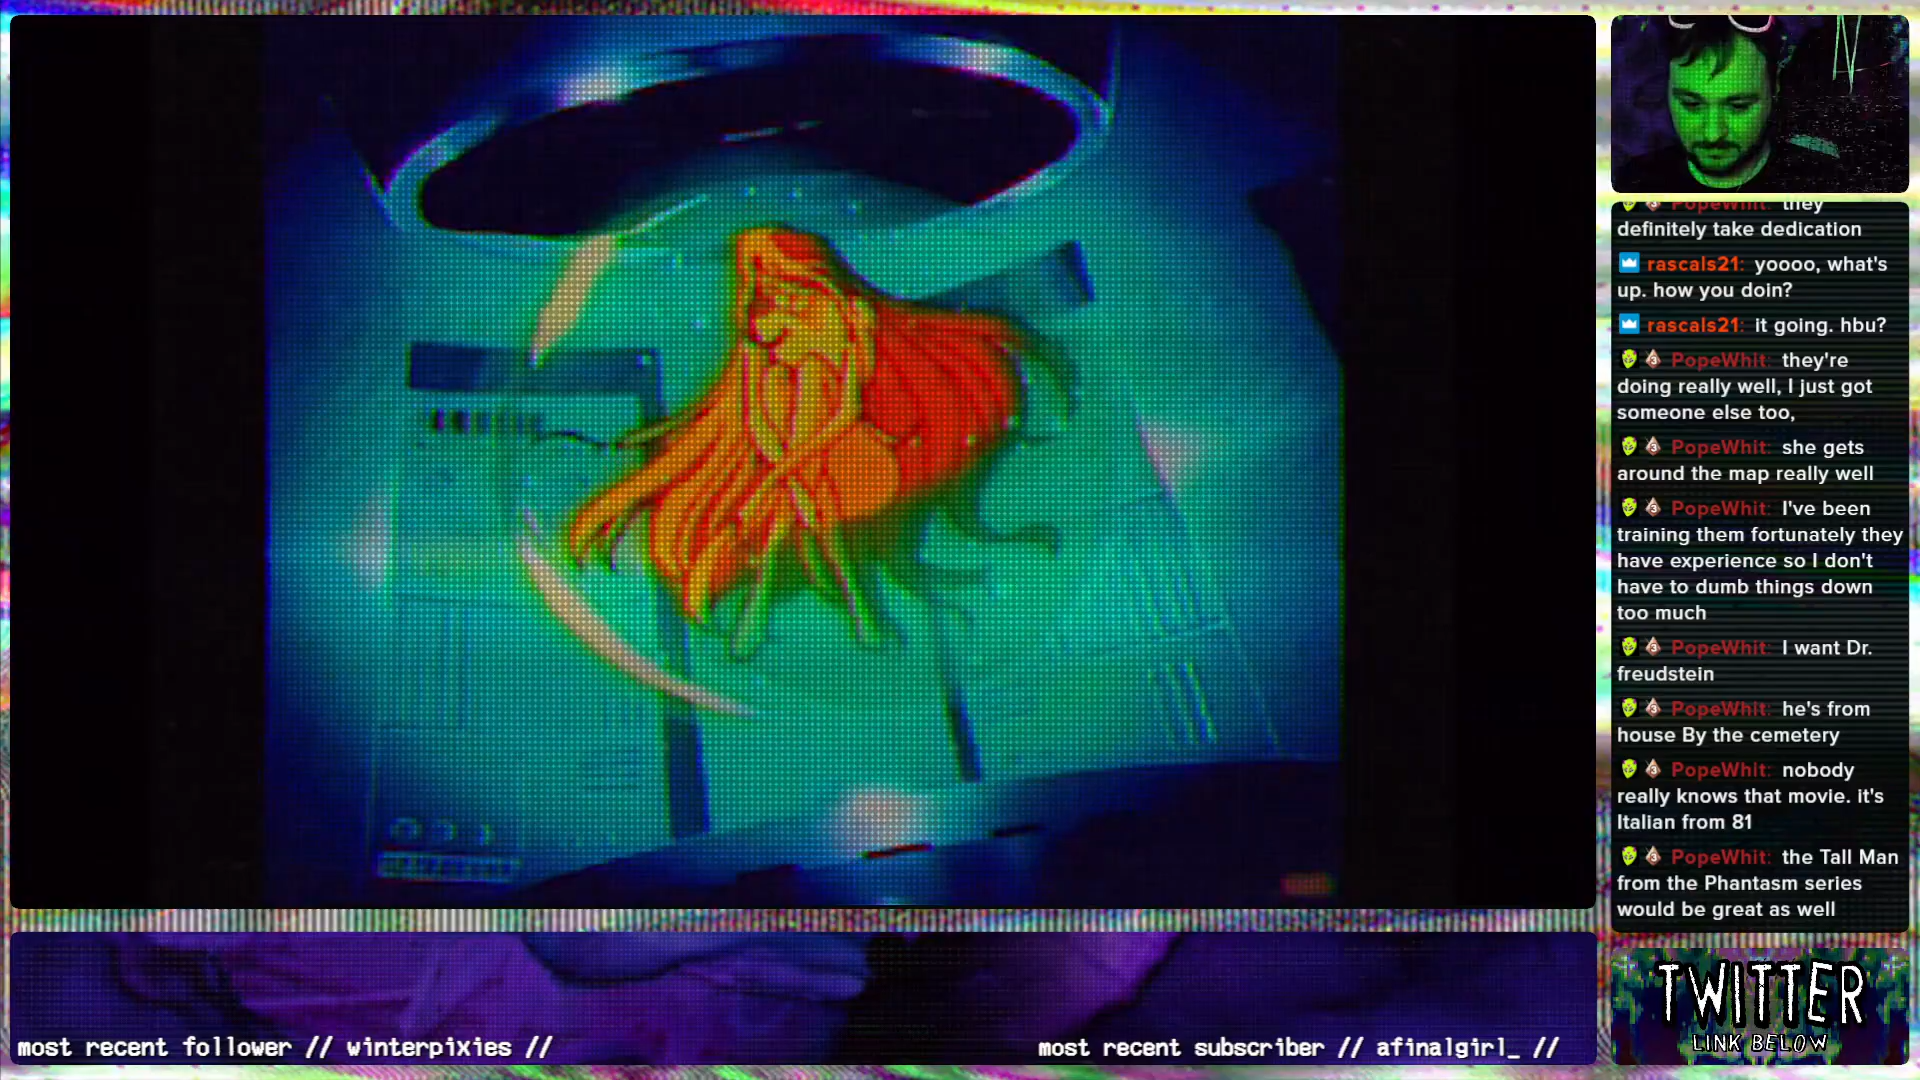 PopeWhit: they
definitely take dedication
rascals21: yoooo, what's
up. how you doin?
rascals21: it going. hbu?
PopeWhit: they're
doing really well, I just got
someone else too,
PopeWhit: she gets
around the map really well
PopeWhit: I've been
training them fortunately they
have experience so I don't
have to dumb things down
too much
PopeWhit: I want Dr.
freudstein
PopeWhit: he's from
house By the cemetery
PopeWhit: nobody
really knows that movie. it's
Italian from 81
PopeWhit: the Tall Man
from the Phantasm series
would be great as well
TWITTER
LINK BELOW
most recent follower // winterpixies //
most recent subscriber // afinalgirl_ //